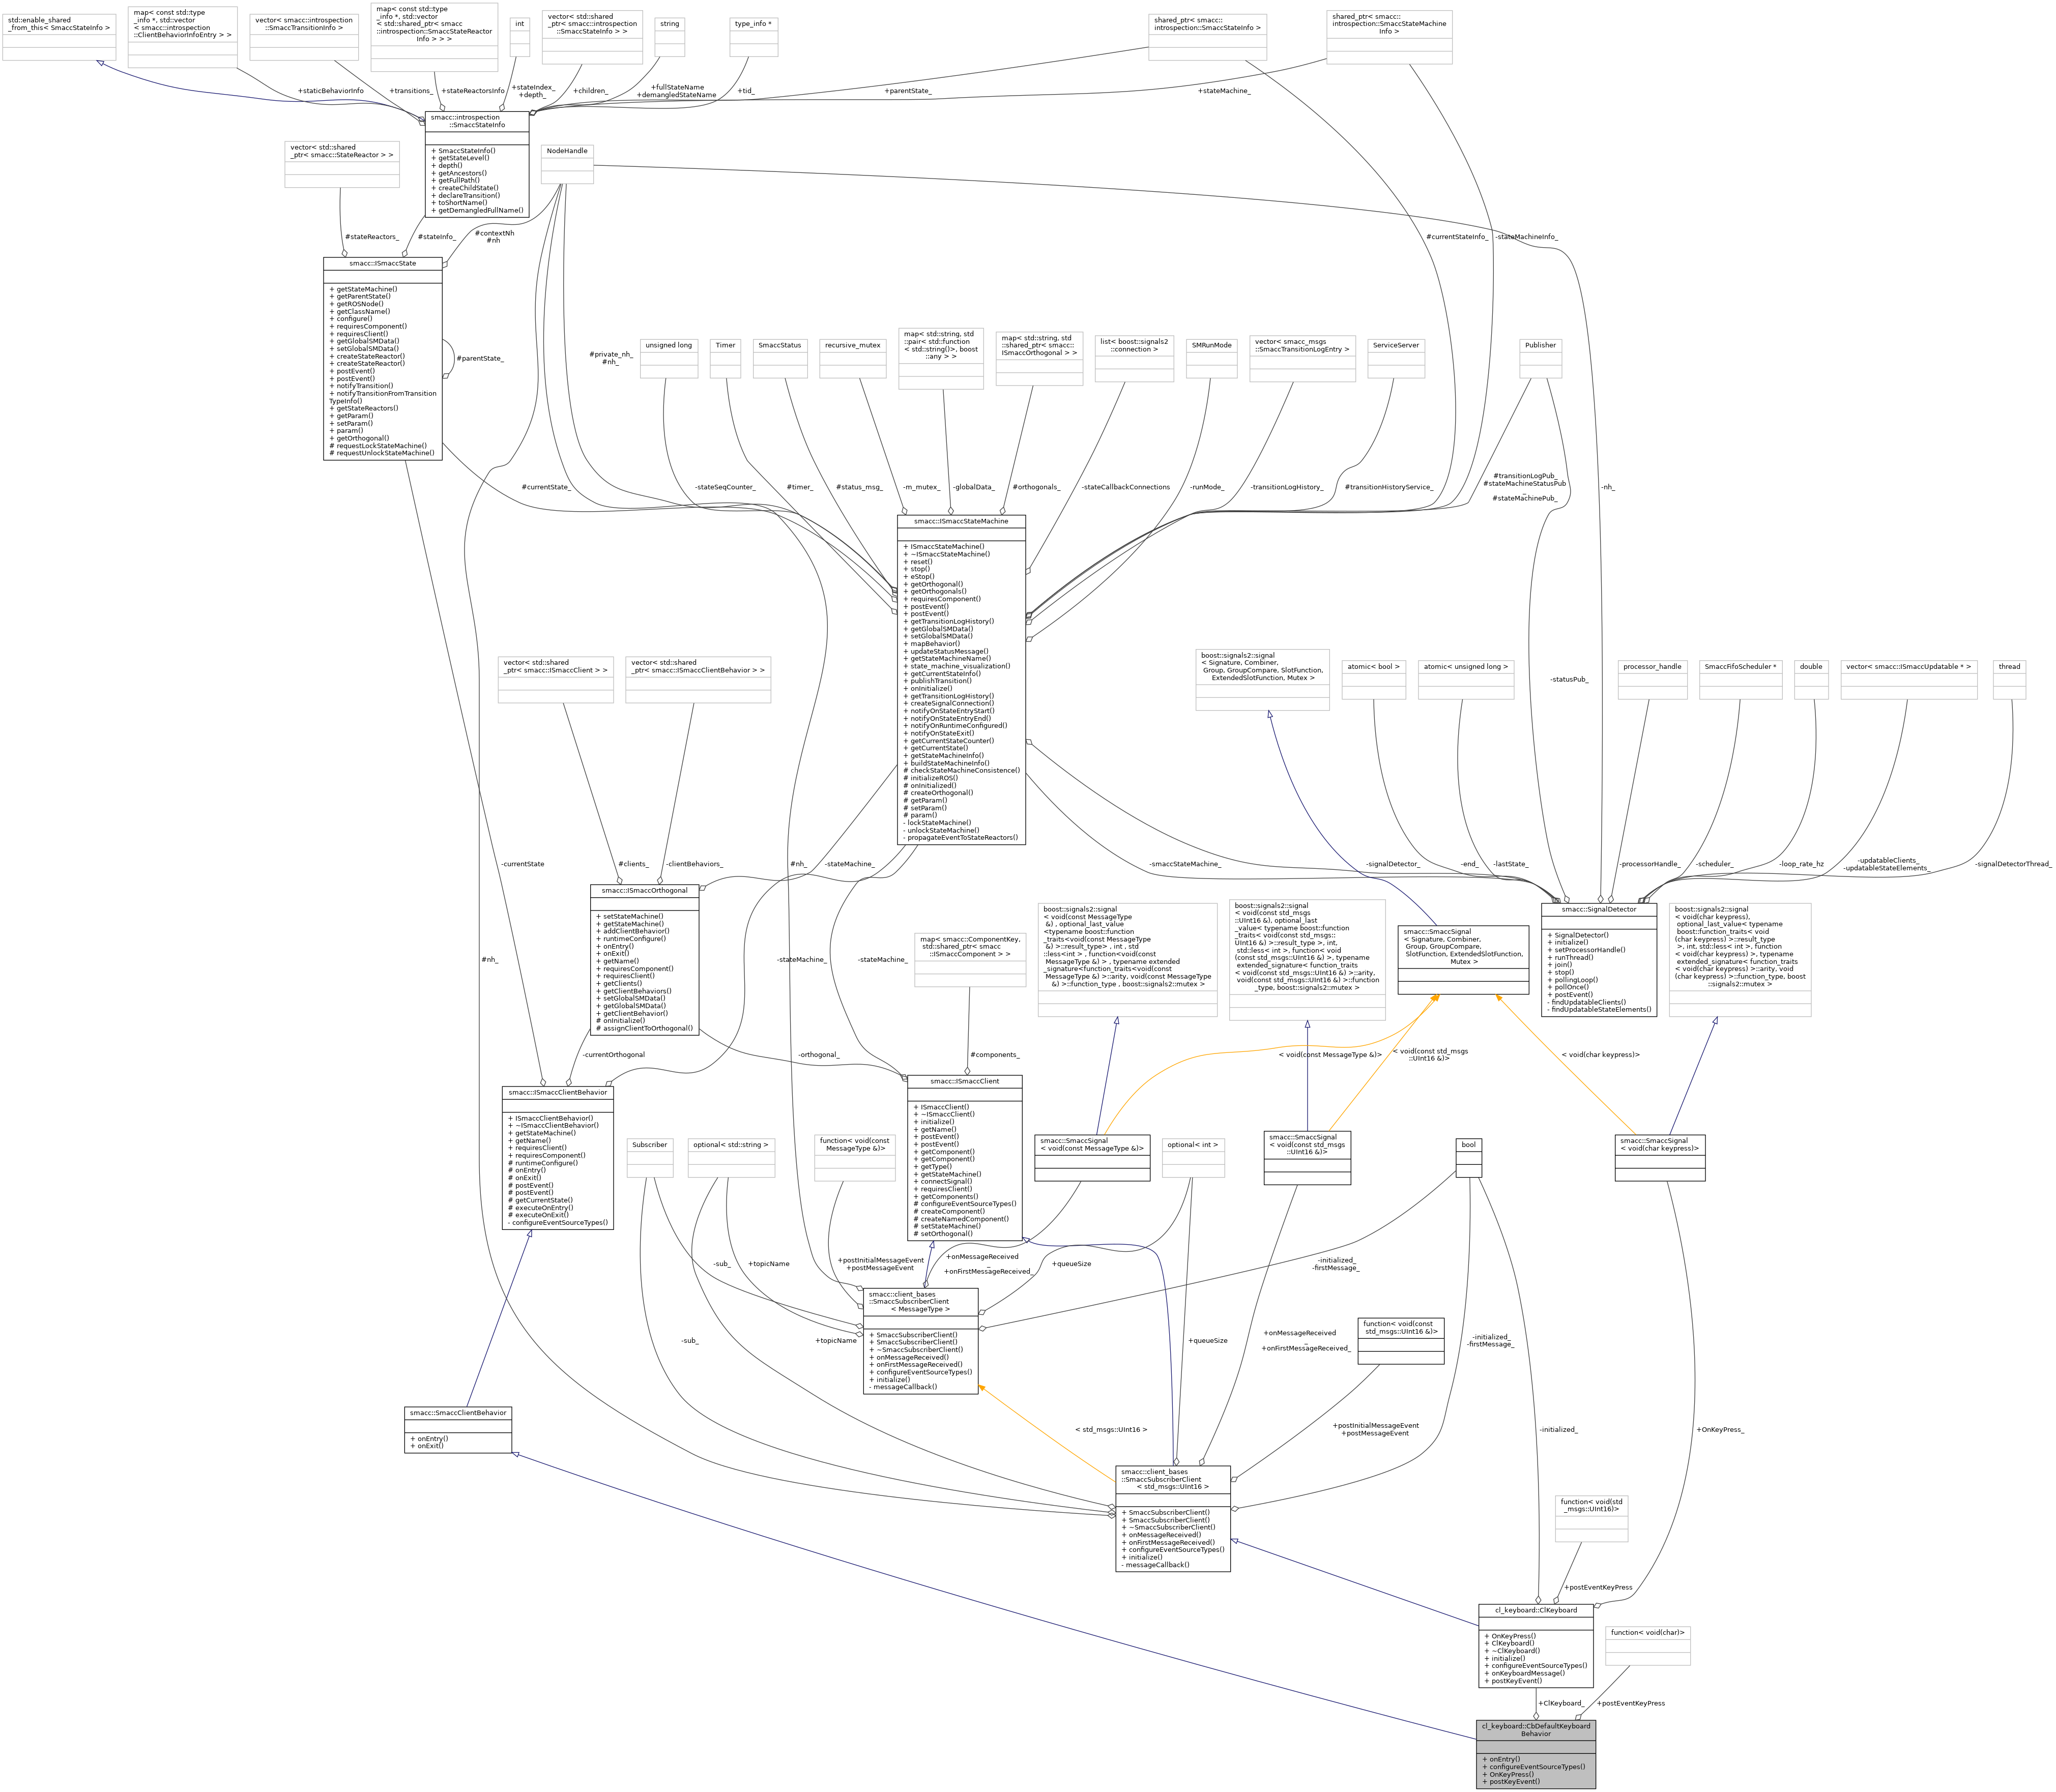 std::enable_shared
_from_this< SmaccStateInfo >
map< const std::type
_info *, std::vector
< smacc::introspection
::ClientBehaviorInfoEntry > >
vector< smacc::introspection
::SmaccTransitionInfo >
map< const std::type
_info *, std::vector
< std::shared_ptr< smacc
::introspection::SmaccStateReactor
Info > > >
int
vector< std::shared
_ptr< smacc::introspection
::SmaccStateInfo > >
string
type_info *
shared_ptr< smacc::
introspection::SmaccStateInfo >
shared_ptr< smacc::
introspection::SmaccStateMachine
Info >
+staticBehaviorInfo
+transitions_
+stateReactorsInfo
+stateIndex_
+depth_
+children_
+fullStateName
+demangledStateName
+tid_
+parentState_
+stateMachine_
smacc::introspection
::SmaccStateInfo
+ SmaccStateInfo()
+ getStateLevel()
+ depth()
+ getAncestors()
+ getFullPath()
+ createChildState()
+ declareTransition()
+ toShortName()
+ getDemangledFullName()
vector< std::shared
_ptr< smacc::StateReactor > >
NodeHandle
#stateReactors_
#stateInfo_
#contextNh
#nh
#currentStateInfo_
-stateMachineInfo_
smacc::ISmaccState
+ getStateMachine()
+ getParentState()
+ getROSNode()
+ getClassName()
+ configure()
+ requiresComponent()
+ requiresClient()
+ getGlobalSMData()
+ setGlobalSMData()
+ createStateReactor()
+ createStateReactor()
+ postEvent()
+ postEvent()
+ notifyTransition()
+ notifyTransitionFromTransition
TypeInfo()
+ getStateReactors()
+ getParam()
+ setParam()
+ param()
+ getOrthogonal()
# requestLockStateMachine()
# requestUnlockStateMachine()
#parentState_
#private_nh_
#nh_
unsigned long
Timer
SmaccStatus
recursive_mutex
map< std::string, std
::pair< std::function
< std::string()>, boost
::any > >
map< std::string, std
::shared_ptr< smacc::
ISmaccOrthogonal > >
list< boost::signals2
::connection >
SMRunMode
vector< smacc_msgs
::SmaccTransitionLogEntry >
ServiceServer
Publisher
#currentState_
-stateSeqCounter_
#timer_
#status_msg_
-m_mutex_
-globalData_
#orthogonals_
-stateCallbackConnections
-runMode_
-transitionLogHistory_
#transitionHistoryService_
#transitionLogPub_
#stateMachineStatusPub
_
#stateMachinePub_
-nh_
smacc::ISmaccStateMachine
+ ISmaccStateMachine()
+ ~ISmaccStateMachine()
+ reset()
+ stop()
+ eStop()
+ getOrthogonal()
+ getOrthogonals()
+ requiresComponent()
+ postEvent()
+ postEvent()
+ getTransitionLogHistory()
+ getGlobalSMData()
+ setGlobalSMData()
+ mapBehavior()
+ updateStatusMessage()
+ getStateMachineName()
+ state_machine_visualization()
+ getCurrentStateInfo()
+ publishTransition()
+ onInitialize()
+ getTransitionLogHistory()
+ createSignalConnection()
+ notifyOnStateEntryStart()
+ notifyOnStateEntryEnd()
+ notifyOnRuntimeConfigured()
+ notifyOnStateExit()
+ getCurrentStateCounter()
+ getCurrentState()
+ getStateMachineInfo()
+ buildStateMachineInfo()
# checkStateMachineConsistence()
# initializeROS()
# onInitialized()
# createOrthogonal()
# getParam()
# setParam()
# param()
- lockStateMachine()
- unlockStateMachine()
- propagateEventToStateReactors()
vector< std::shared
_ptr< smacc::ISmaccClient > >
vector< std::shared
_ptr< smacc::ISmaccClientBehavior > >
boost::signals2::signal
< Signature, Combiner,
Group, GroupCompare, SlotFunction,
ExtendedSlotFunction, Mutex >
atomic< bool >
atomic< unsigned long >
-statusPub_
processor_handle
SmaccFifoScheduler *
double
vector< smacc::ISmaccUpdatable * >
thread
-currentState
#clients_
-clientBehaviors_
#nh_
-stateMachine_
-smaccStateMachine_
-signalDetector_
-end_
-lastState_
-processorHandle_
-scheduler_
-loop_rate_hz
-updatableClients_
-updatableStateElements_
-signalDetectorThread_
smacc::ISmaccOrthogonal
+ setStateMachine()
+ getStateMachine()
+ addClientBehavior()
+ runtimeConfigure()
+ onEntry()
+ onExit()
+ getName()
+ requiresComponent()
+ getClients()
+ requiresClient()
+ getClientBehaviors()
+ setGlobalSMData()
+ getGlobalSMData()
+ getClientBehavior()
# onInitialize()
# assignClientToOrthogonal()
#nh_
-stateMachine_
-stateMachine_
map< smacc::ComponentKey,
std::shared_ptr< smacc
::ISmaccComponent > >
boost::signals2::signal
< void(const MessageType
&) , optional_last_value
<typename boost::function
_traits<void(const MessageType
&) >::result_type> , int , std
::less<int > , function<void(const
MessageType &) > , typename extended
_signature<function_traits<void(const
MessageType &) >::arity, void(const MessageType
&) >::function_type , boost::signals2::mutex >
boost::signals2::signal
< void(const std_msgs
::UInt16 &), optional_last
_value< typename boost::function
_traits< void(const std_msgs::
UInt16 &) >::result_type >, int,
std::less< int >, function< void
(const std_msgs::UInt16 &) >, typename
extended_signature< function_traits
< void(const std_msgs::UInt16 &) >::arity,
void(const std_msgs::UInt16 &) >::function
_type, boost::signals2::mutex >
smacc::SmaccSignal
< Signature, Combiner,
Group, GroupCompare,
SlotFunction, ExtendedSlotFunction,
Mutex >
smacc::SignalDetector
+ SignalDetector()
+ initialize()
+ setProcessorHandle()
+ runThread()
+ join()
+ stop()
+ pollingLoop()
+ pollOnce()
+ postEvent()
- findUpdatableClients()
- findUpdatableStateElements()
boost::signals2::signal
< void(char keypress),
optional_last_value< typename
boost::function_traits< void
(char keypress) >::result_type
>, int, std::less< int >, function
< void(char keypress) >, typename
extended_signature< function_traits
< void(char keypress) >::arity, void
(char keypress) >::function_type, boost
::signals2::mutex >
-currentOrthogonal
-orthogonal_
#components_
< void(const MessageType &)>
< void(const std_msgs
::UInt16 &)>
< void(char keypress)>
smacc::ISmaccClientBehavior
+ ISmaccClientBehavior()
+ ~ISmaccClientBehavior()
+ getStateMachine()
+ getName()
+ requiresClient()
+ requiresComponent()
# runtimeConfigure()
# onEntry()
# onExit()
# postEvent()
# postEvent()
# getCurrentState()
# executeOnEntry()
# executeOnExit()
- configureEventSourceTypes()
smacc::ISmaccClient
+ ISmaccClient()
+ ~ISmaccClient()
+ initialize()
+ getName()
+ postEvent()
+ postEvent()
+ getComponent()
+ getComponent()
+ getType()
+ getStateMachine()
+ connectSignal()
+ requiresClient()
+ getComponents()
# configureEventSourceTypes()
# createComponent()
# createNamedComponent()
# setStateMachine()
# setOrthogonal()
Subscriber
optional< std::string >
function< void(const
MessageType &)>
smacc::SmaccSignal
< void(const MessageType &)>
optional< int >
smacc::SmaccSignal
< void(const std_msgs
::UInt16 &)>
bool
smacc::SmaccSignal
< void(char keypress)>
-sub_
+topicName
+postInitialMessageEvent
+postMessageEvent
+onMessageReceived
_
+onFirstMessageReceived_
+queueSize
-initialized_
-firstMessage_
smacc::client_bases
::SmaccSubscriberClient
< MessageType >
+ SmaccSubscriberClient()
+ SmaccSubscriberClient()
+ ~SmaccSubscriberClient()
+ onMessageReceived()
+ onFirstMessageReceived()
+ configureEventSourceTypes()
+ initialize()
- messageCallback()
function< void(const
std_msgs::UInt16 &)>
-sub_
+topicName
+queueSize
+onMessageReceived
_
+onFirstMessageReceived_
-initialized_
-firstMessage_
smacc::SmaccClientBehavior
+ onEntry()
+ onExit()
< std_msgs::UInt16 >
+postInitialMessageEvent
+postMessageEvent
-initialized_
+OnKeyPress_
smacc::client_bases
::SmaccSubscriberClient
< std_msgs::UInt16 >
+ SmaccSubscriberClient()
+ SmaccSubscriberClient()
+ ~SmaccSubscriberClient()
+ onMessageReceived()
+ onFirstMessageReceived()
+ configureEventSourceTypes()
+ initialize()
- messageCallback()
function< void(std
_msgs::UInt16)>
+postEventKeyPress
cl_keyboard::ClKeyboard
+ OnKeyPress()
+ ClKeyboard()
+ ~ClKeyboard()
+ initialize()
+ configureEventSourceTypes()
+ onKeyboardMessage()
+ postKeyEvent()
function< void(char)>
+ClKeyboard_
+postEventKeyPress
cl_keyboard::CbDefaultKeyboard
Behavior
+ onEntry()
+ configureEventSourceTypes()
+ OnKeyPress()
+ postKeyEvent()